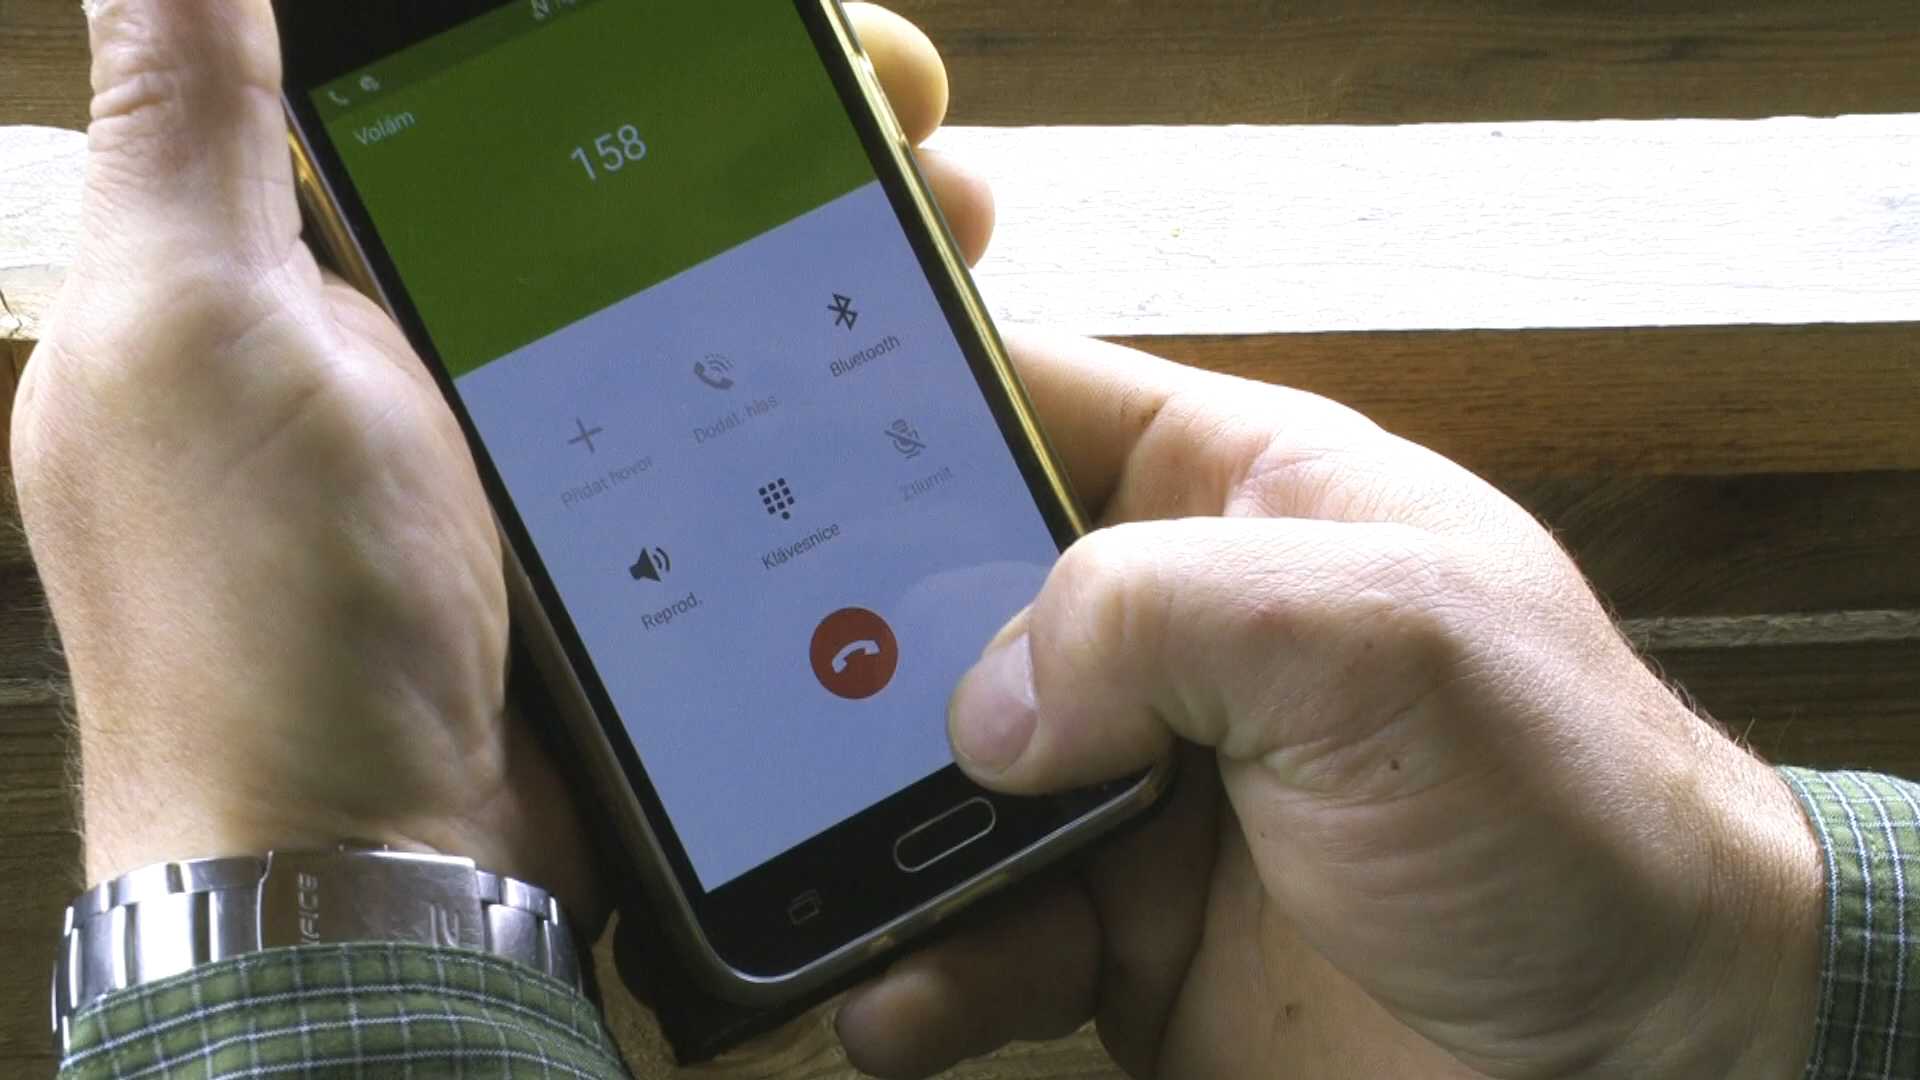 Volám
158
Přidat hovor
Dodat. hlas
Bluetooth
Reprod.
Klávesnice
Ztlumit